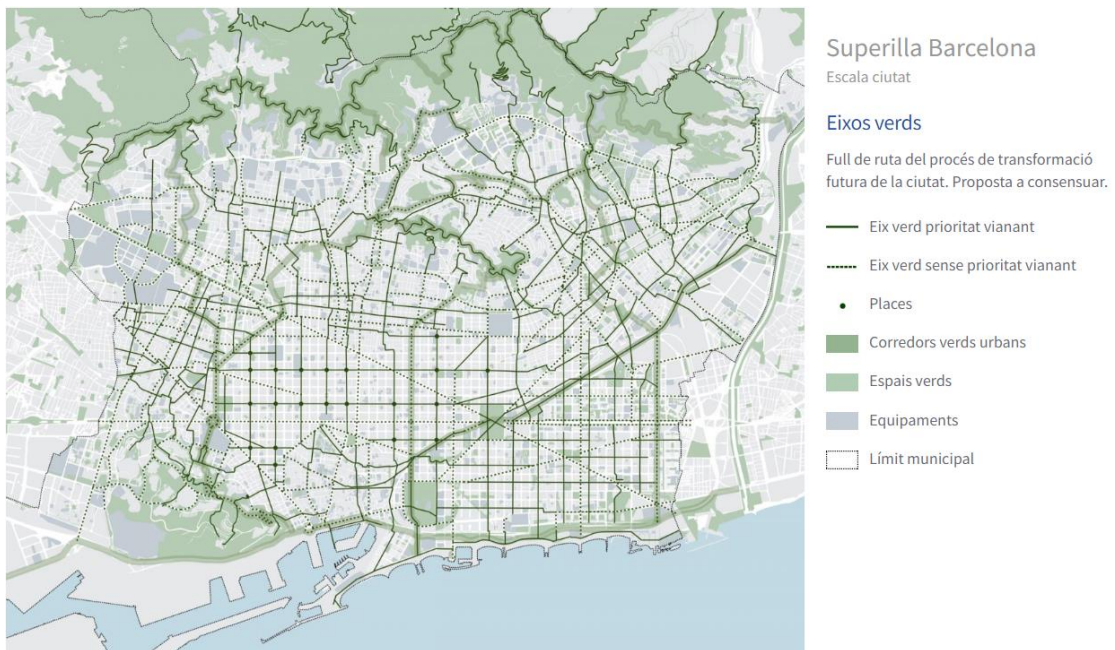 Superilla Barcelona
Escala ciutat
Eixos verds
Full de ruta del procés de transformació
futura de la ciutat. Proposta a consensuar.
Eix verd prioritat vianant
Eix verd sense prioritat vianant
Places
Corredors verds urbans
Espais verds
Equipaments
Límit municipal